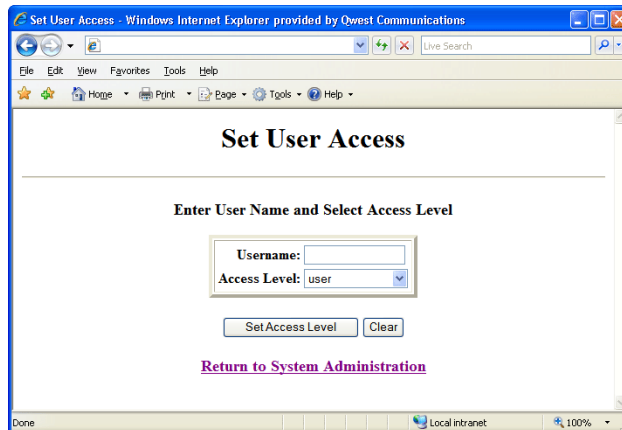 Set User Access - Windows Internet Explorer provided by Qwest Communications
Live Search
File Edit View Favorites Tools Help
Home Print Page Tools Help
Set User Access
Enter User Name and Select Access Level
Username:
Access Level: user
Set Access Level Clear
Return to System Administration
Done Local intranet 100%